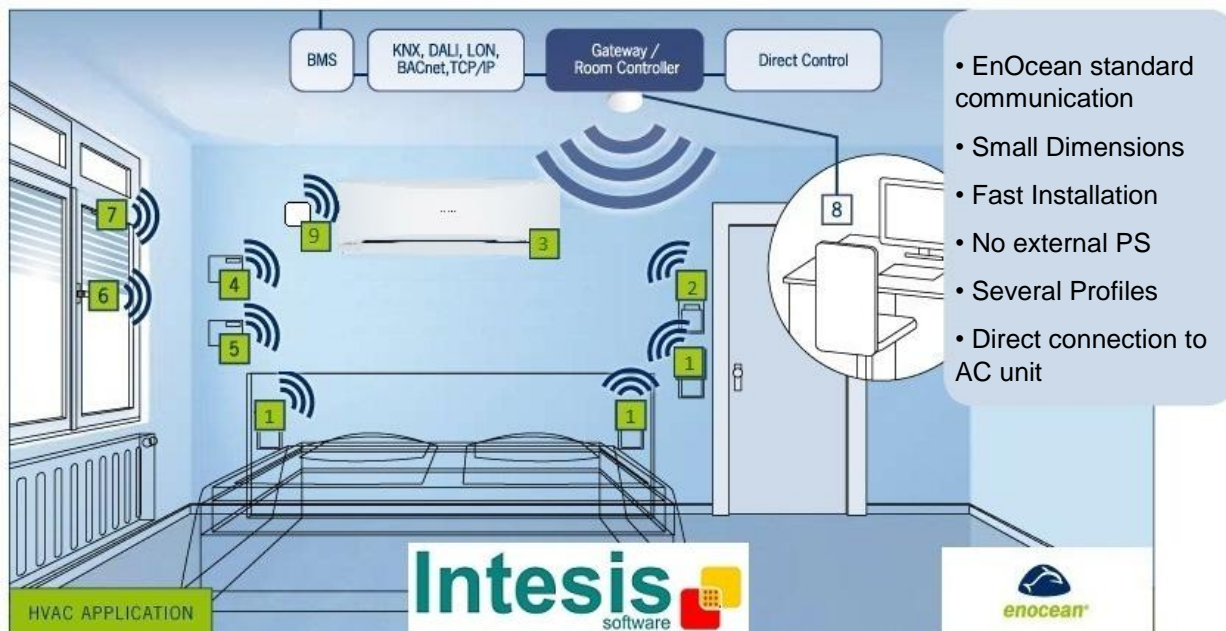 BMS
KNX, DALI, LON,
BACnet,TCP/IP
Gateway /
Room Controller
Direct Control
• EnOcean standard
communication
• Small Dimensions
• Fast Installation
• No external PS
• Several Profiles
• Direct connection to
AC unit
7
9
3
8
4
6
2
5
1
1
1
HVAC APPLICATION
Intesis
software
enocean®